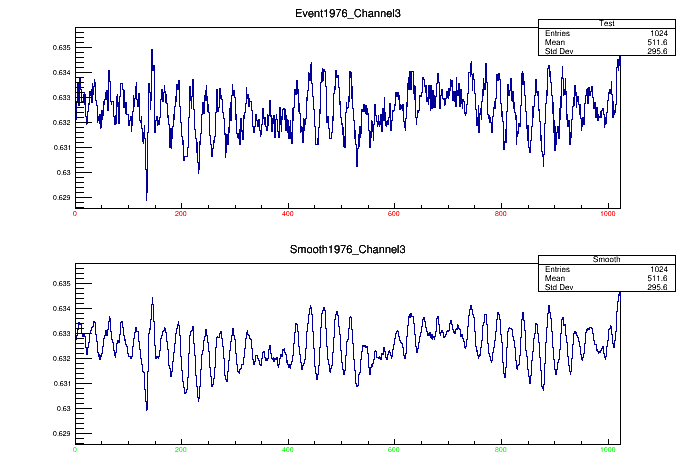 Event1976_Channel3
Test
Entries 1024
Mean 511.6
Std Dev 295.6
0.635
0.634
0.633
0.632
0.631
0.63
0.629
0 200 400 600 800 1000
Smooth1976_Channel3
Smooth
Entries 1024
Mean 511.6
Std Dev 295.6
0.635
0.634
0.633
0.632
0.631
0.63
0.629
0 200 400 600 800 1000